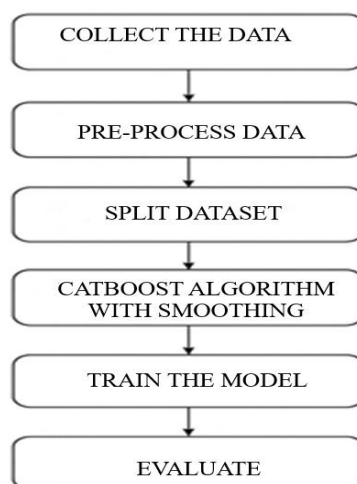 COLLECT THE DATA
PRE-PROCESS DATA
SPLIT DATASET
CATBOOST ALGORITHM
WITH SMOOTHING
TRAIN THE MODEL
EVALUATE